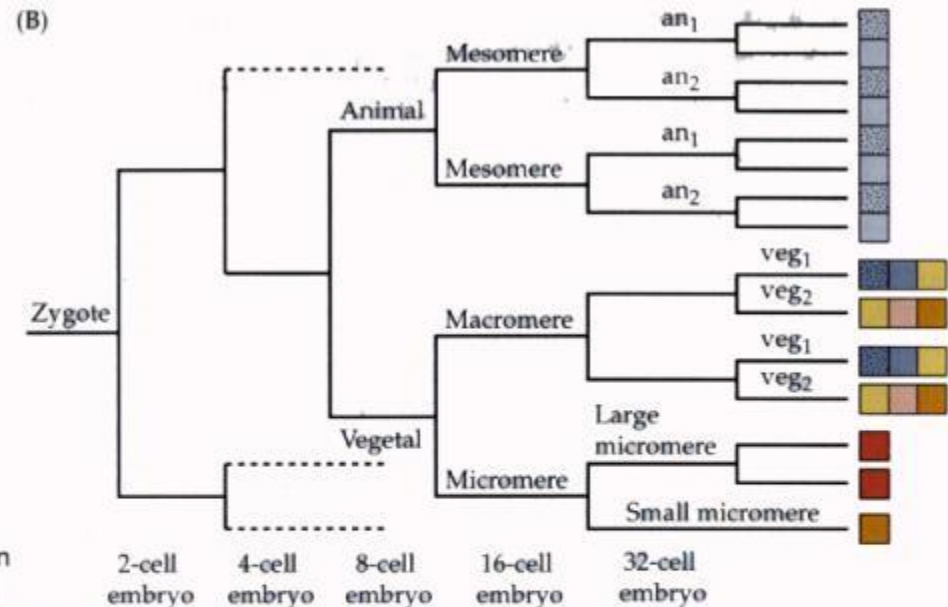 (B)
an₁
Mesomere
an₂
Animal
an₁
Mesomere
an₂
veg₁
veg₂
Zygote
Macromere
veg₁
veg₂
Large
micromere
Vegetal
Micromere
Small micromere
n
2-cell
embryo
4-cell
embryo
8-cell
embryo
16-cell
embryo
32-cell
embryo